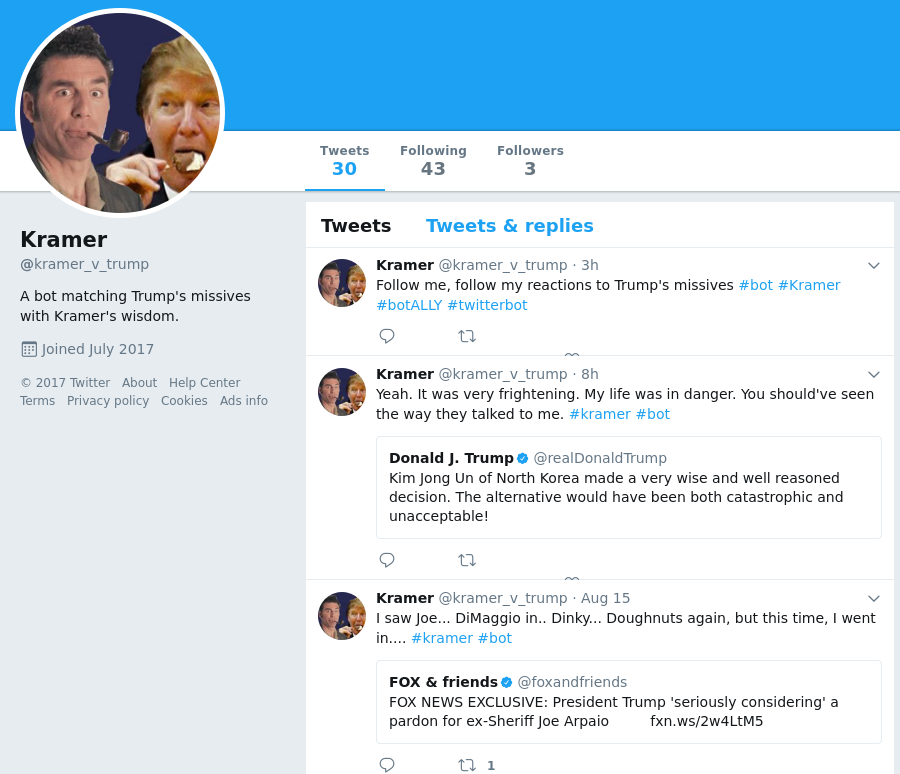 Tweets Following Followers
30 43 3
Kramer
@kramer_v_trump
A bot matching Trump's missives
with Kramer's wisdom.
Joined July 2017
© 2017 Twitter About Help Center
Terms Privacy policy Cookies Ads info
Tweets Tweets & replies
Kramer @kramer_v_trump · 3h
Follow me, follow my reactions to Trump's missives #bot #Kramer
#botALLY #twitterbot
Kramer @kramer_v_trump · 8h
Yeah. It was very frightening. My life was in danger. You should've seen
the way they talked to me. #kramer #bot
Donald J. Trump @realDonaldTrump
Kim Jong Un of North Korea made a very wise and well reasoned
decision. The alternative would have been both catastrophic and
unacceptable!
Kramer @kramer_v_trump · Aug 15
I saw Joe... DiMaggio in.. Dinky... Doughnuts again, but this time, I went
in.... #kramer #bot
FOX & friends @foxandfriends
FOX NEWS EXCLUSIVE: President Trump 'seriously considering' a
pardon for ex-Sheriff Joe Arpaio fxn.ws/2w4LtM5
1